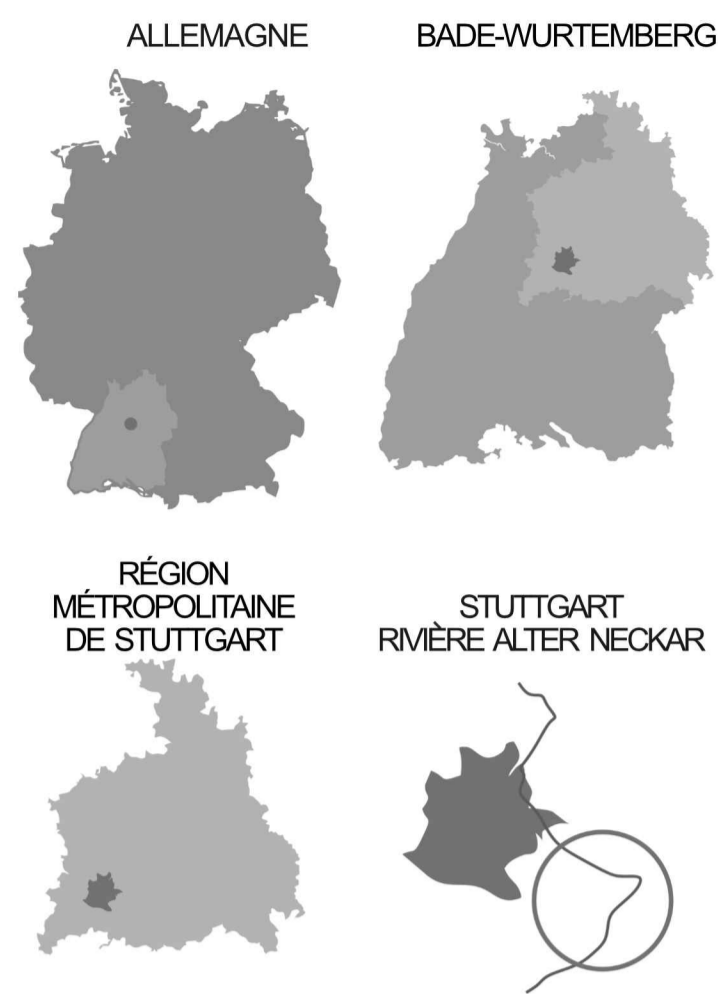 ALLEMAGNE
BADE-WURTEMBERG
RÉGION
MÉTROPOLITAINE
DE STUTTGART
STUTTGART
RIVIÈRE ALTER NECKAR